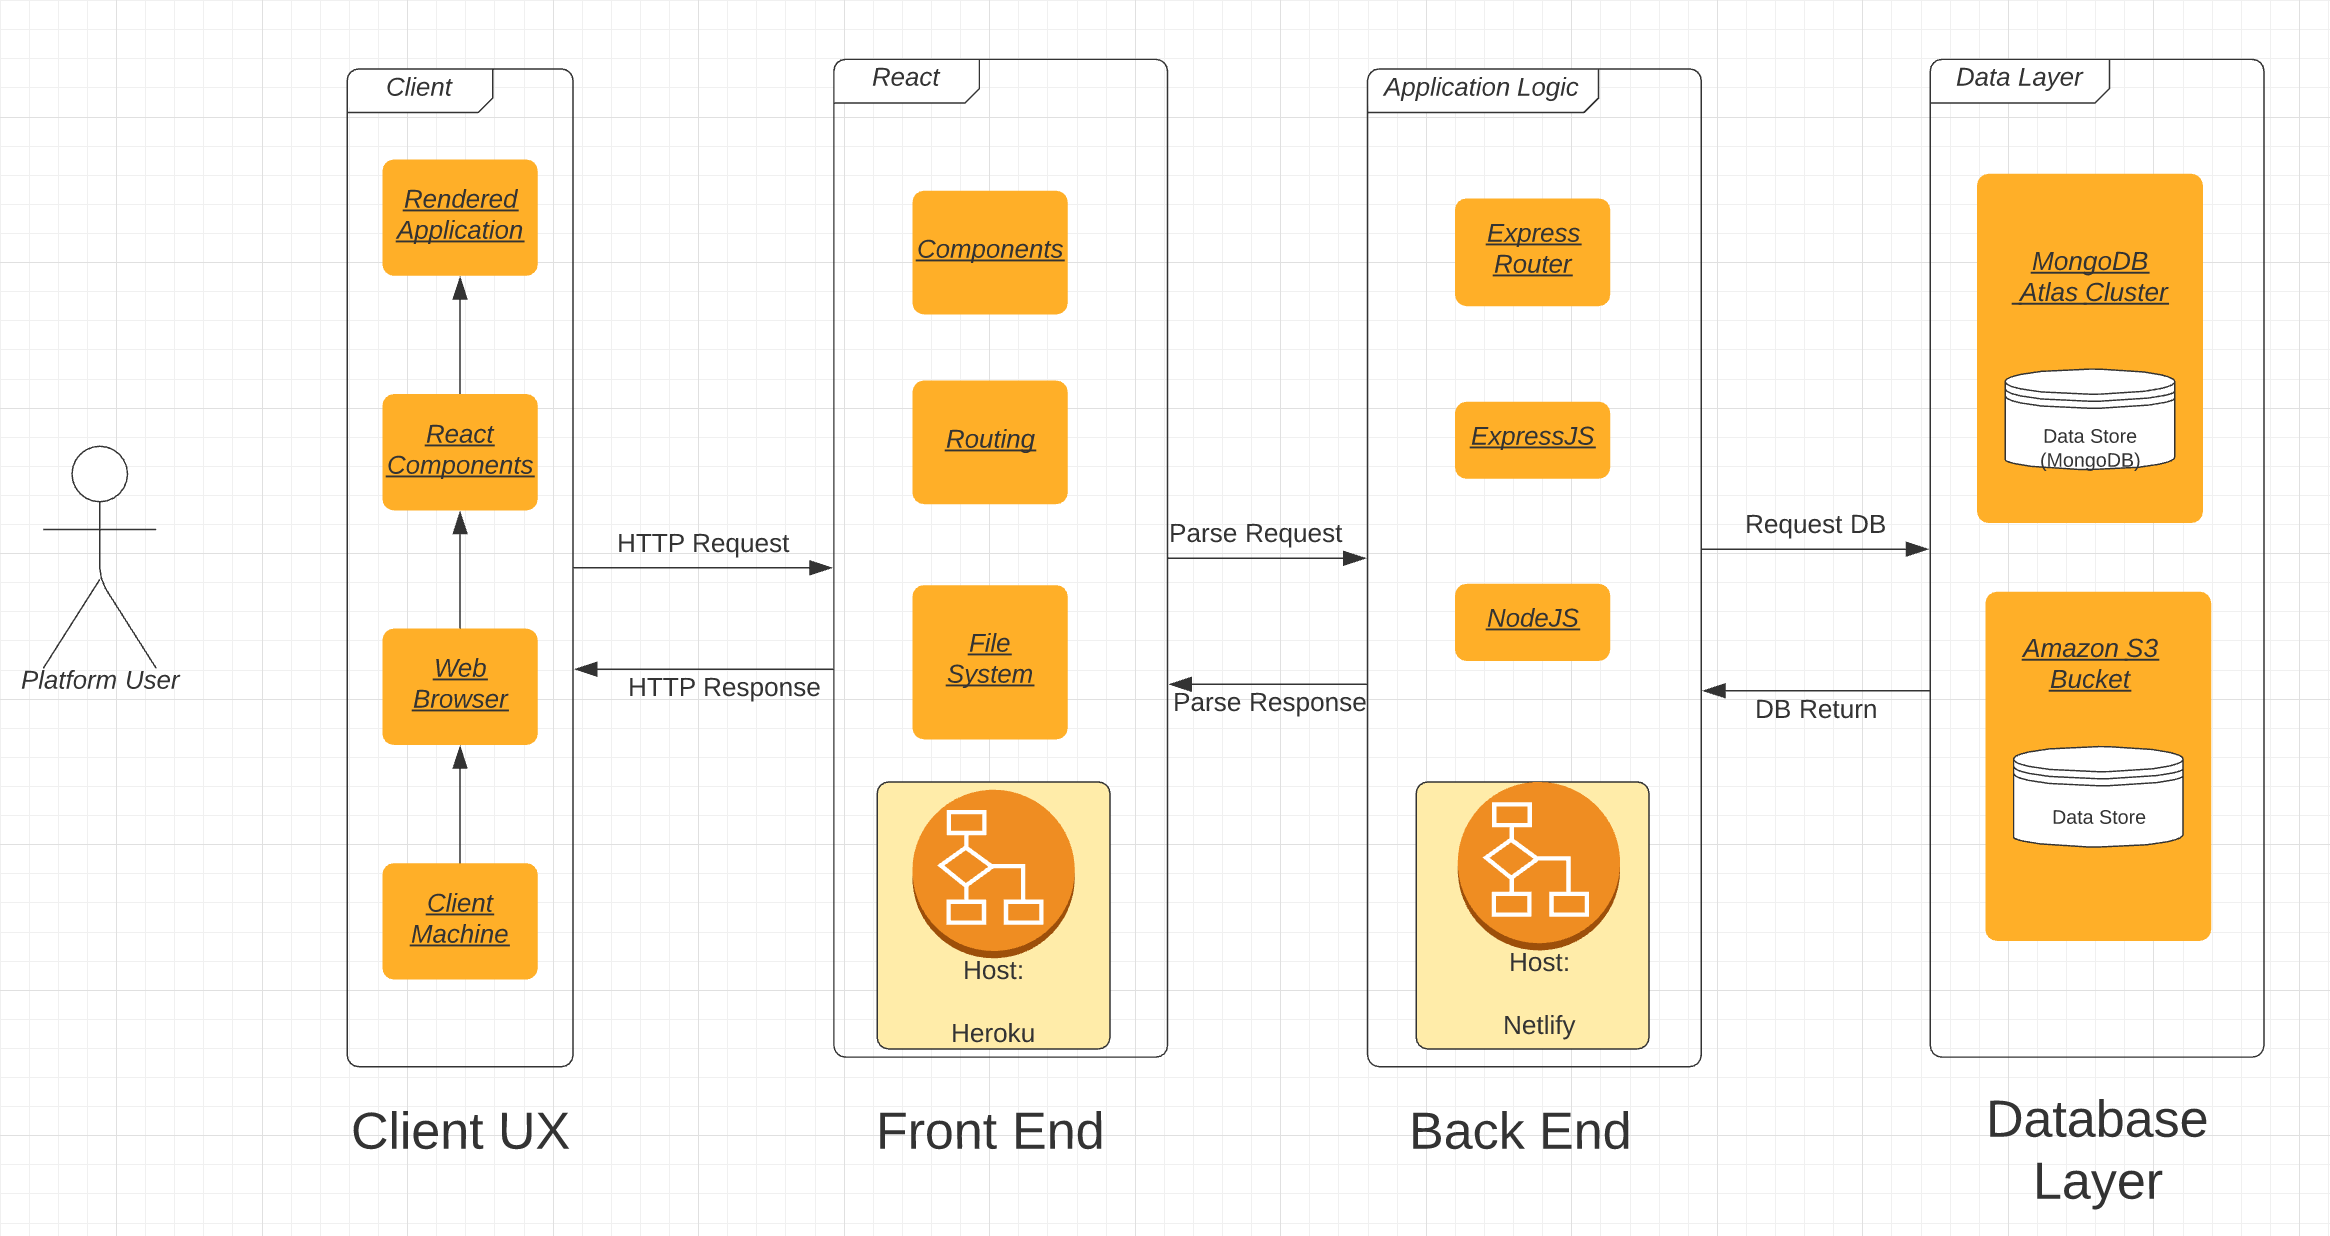 Client
Rendered
Application
React
Components
Web
Browser
Client
Machine
Platform User
Client UX
HTTP Request
HTTP Response
React
Components
Routing
File
System
Host:
Heroku
Front End
Parse Request
Parse Response
Application Logic
Express
Router
ExpressJS
NodeJS
Host:
Netlify
Back End
Request DB
DB Return
Data Layer
MongoDB
Atlas Cluster
Data Store
(MongoDB)
Amazon S3
Bucket
Data Store
Database
Layer